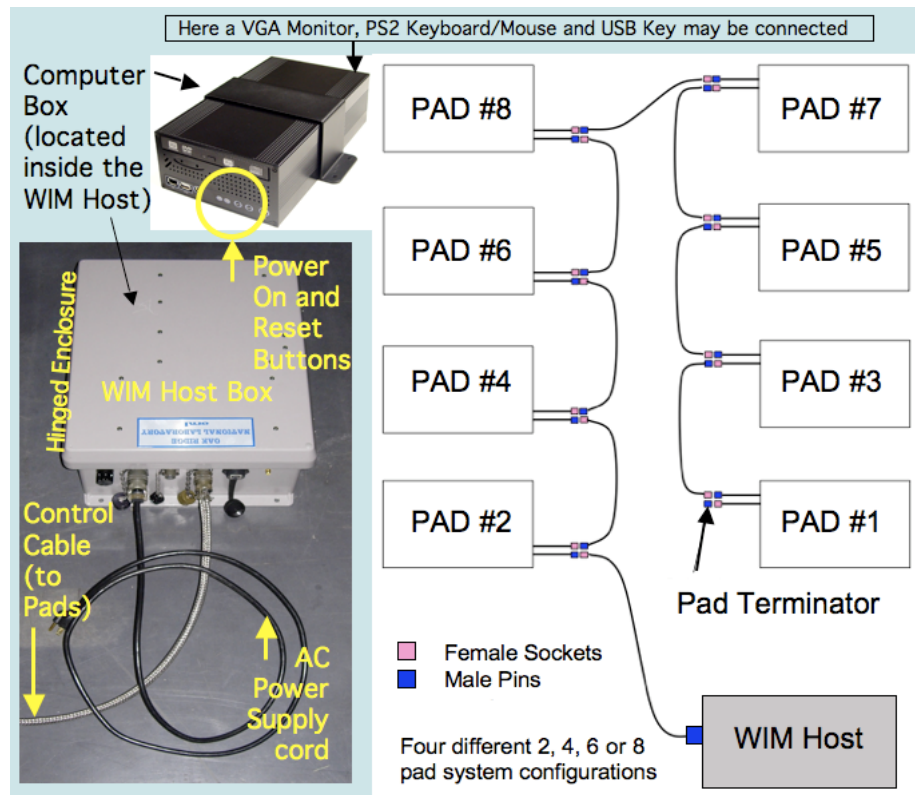 Here a VGA Monitor, PS2 Keyboard/Mouse and USB Key may be connected
Computer
Box
(located
inside the
WIM Host)
Power
On and
Reset
Buttons
Hinged Enclosure
WIM Host Box
OAK RIDGE
NATIONAL LABORATORY
ornl
Control
Cable
(to
Pads)
AC
Power
Supply
cord
PAD #8
PAD #7
PAD #6
PAD #5
PAD #4
PAD #3
PAD #2
PAD #1
Pad Terminator
Female Sockets
Male Pins
WIM Host
Four different 2, 4, 6 or 8
pad system configurations